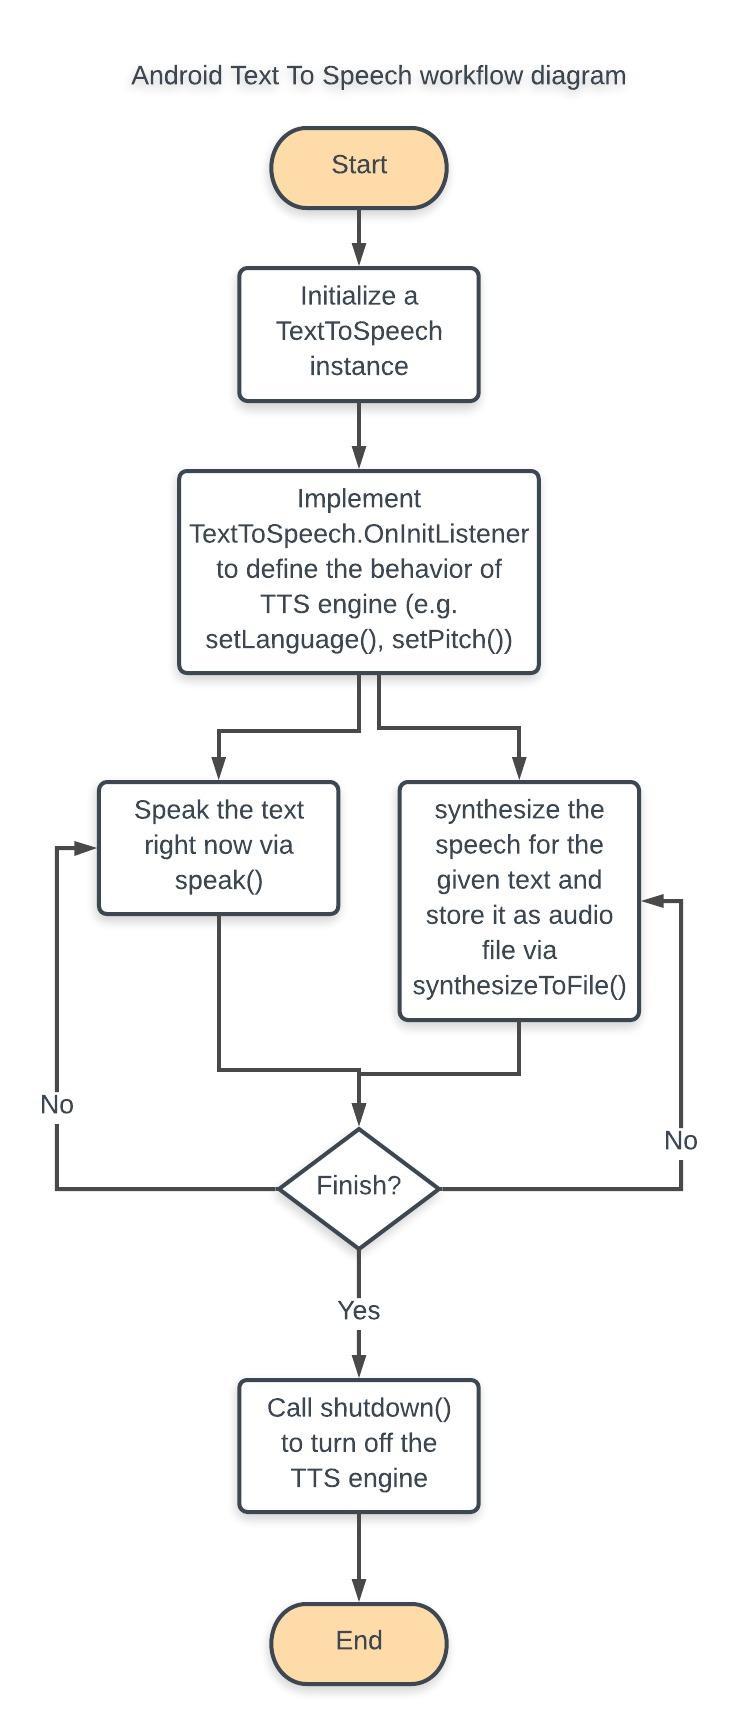 Android Text To Speech workflow diagram
Start
Initialize a
TextToSpeech
instance
Implement
TextToSpeech.OnInitListener
to define the behavior of
TTS engine (e.g.
setLanguage(), setPitch())
Speak the text
right now via
speak()
synthesize the
speech for the
given text and
store it as audio
file via
synthesizeToFile()
No
No
Finish?
Yes
Call shutdown()
to turn off the
TTS engine
End